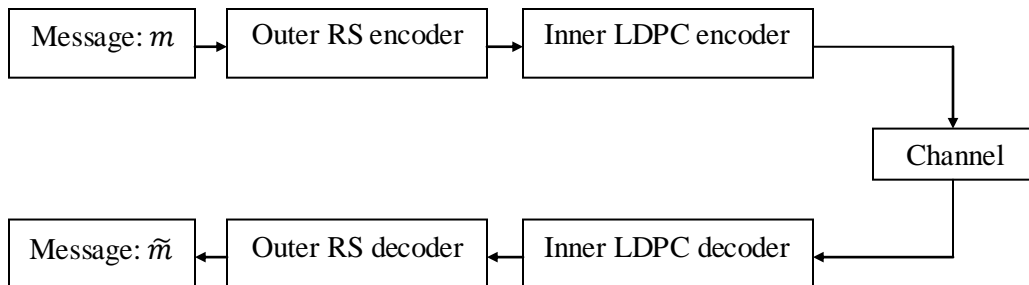 Message: m
Outer RS encoder
Inner LDPC encoder
Channel
Message: m̃
Outer RS decoder
Inner LDPC decoder